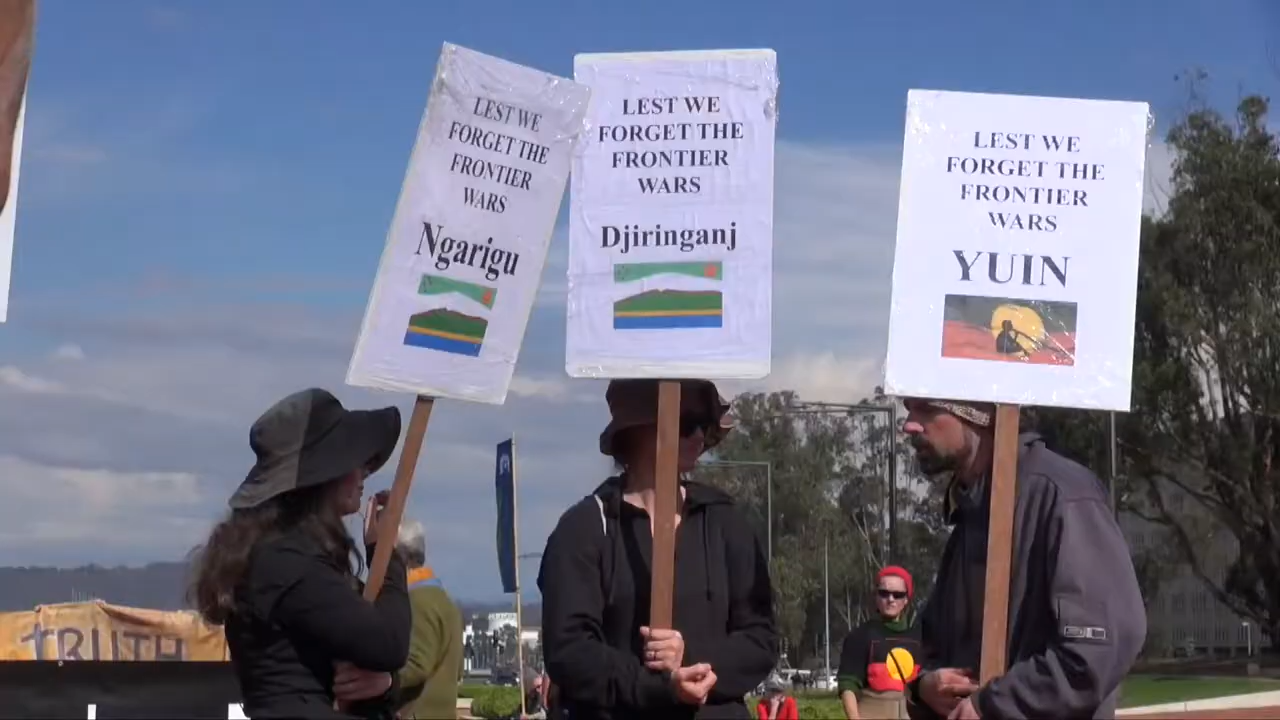 LEST WE
FORGET THE
FRONTIER
WARS
Ngarigu
LEST WE
FORGET THE
FRONTIER
WARS
Djiringanj
LEST WE
FORGET THE
FRONTIER
WARS
YUIN
TRUTH